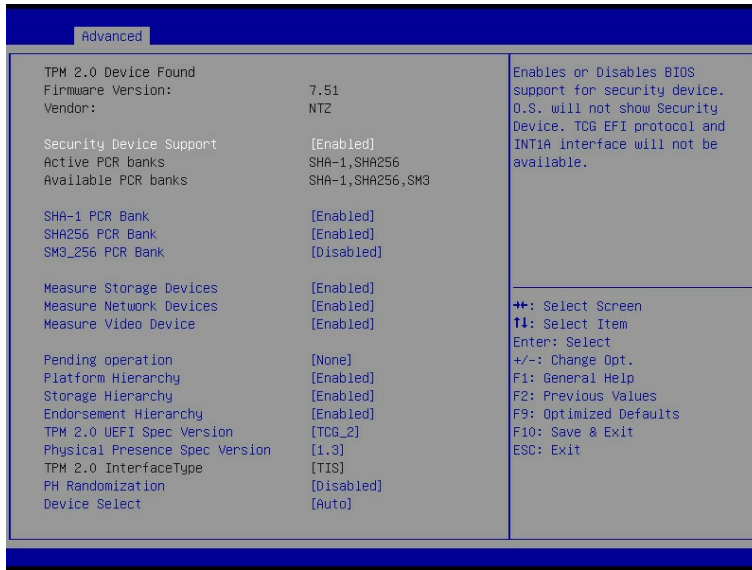 Advanced
TPM 2.0 Device Found
Firmware Version: 7.51
Vendor: NTZ
Security Device Support [Enabled]
Active PCR banks SHA-1,SHA256
Available PCR banks SHA-1,SHA256,SM3
SHA-1 PCR Bank [Enabled]
SHA256 PCR Bank [Enabled]
SM3_256 PCR Bank [Disabled]
Measure Storage Devices [Enabled]
Measure Network Devices [Enabled]
Measure Video Device [Enabled]
Pending operation [None]
Platform Hierarchy [Enabled]
Storage Hierarchy [Enabled]
Endorsement Hierarchy [Enabled]
TPM 2.0 UEFI Spec Version [TCG_2]
Physical Presence Spec Version [1.3]
TPM 2.0 InterfaceType [TIS]
PH Randomization [Disabled]
Device Select [Auto]
Enables or Disables BIOS
support for security device.
O.S. will not show Security
Device. TCG EFI protocol and
INT1A interface will not be
available.
→←: Select Screen
↑↓: Select Item
Enter: Select
+/-: Change Opt.
F1: General Help
F2: Previous Values
F9: Optimized Defaults
F10: Save & Exit
ESC: Exit